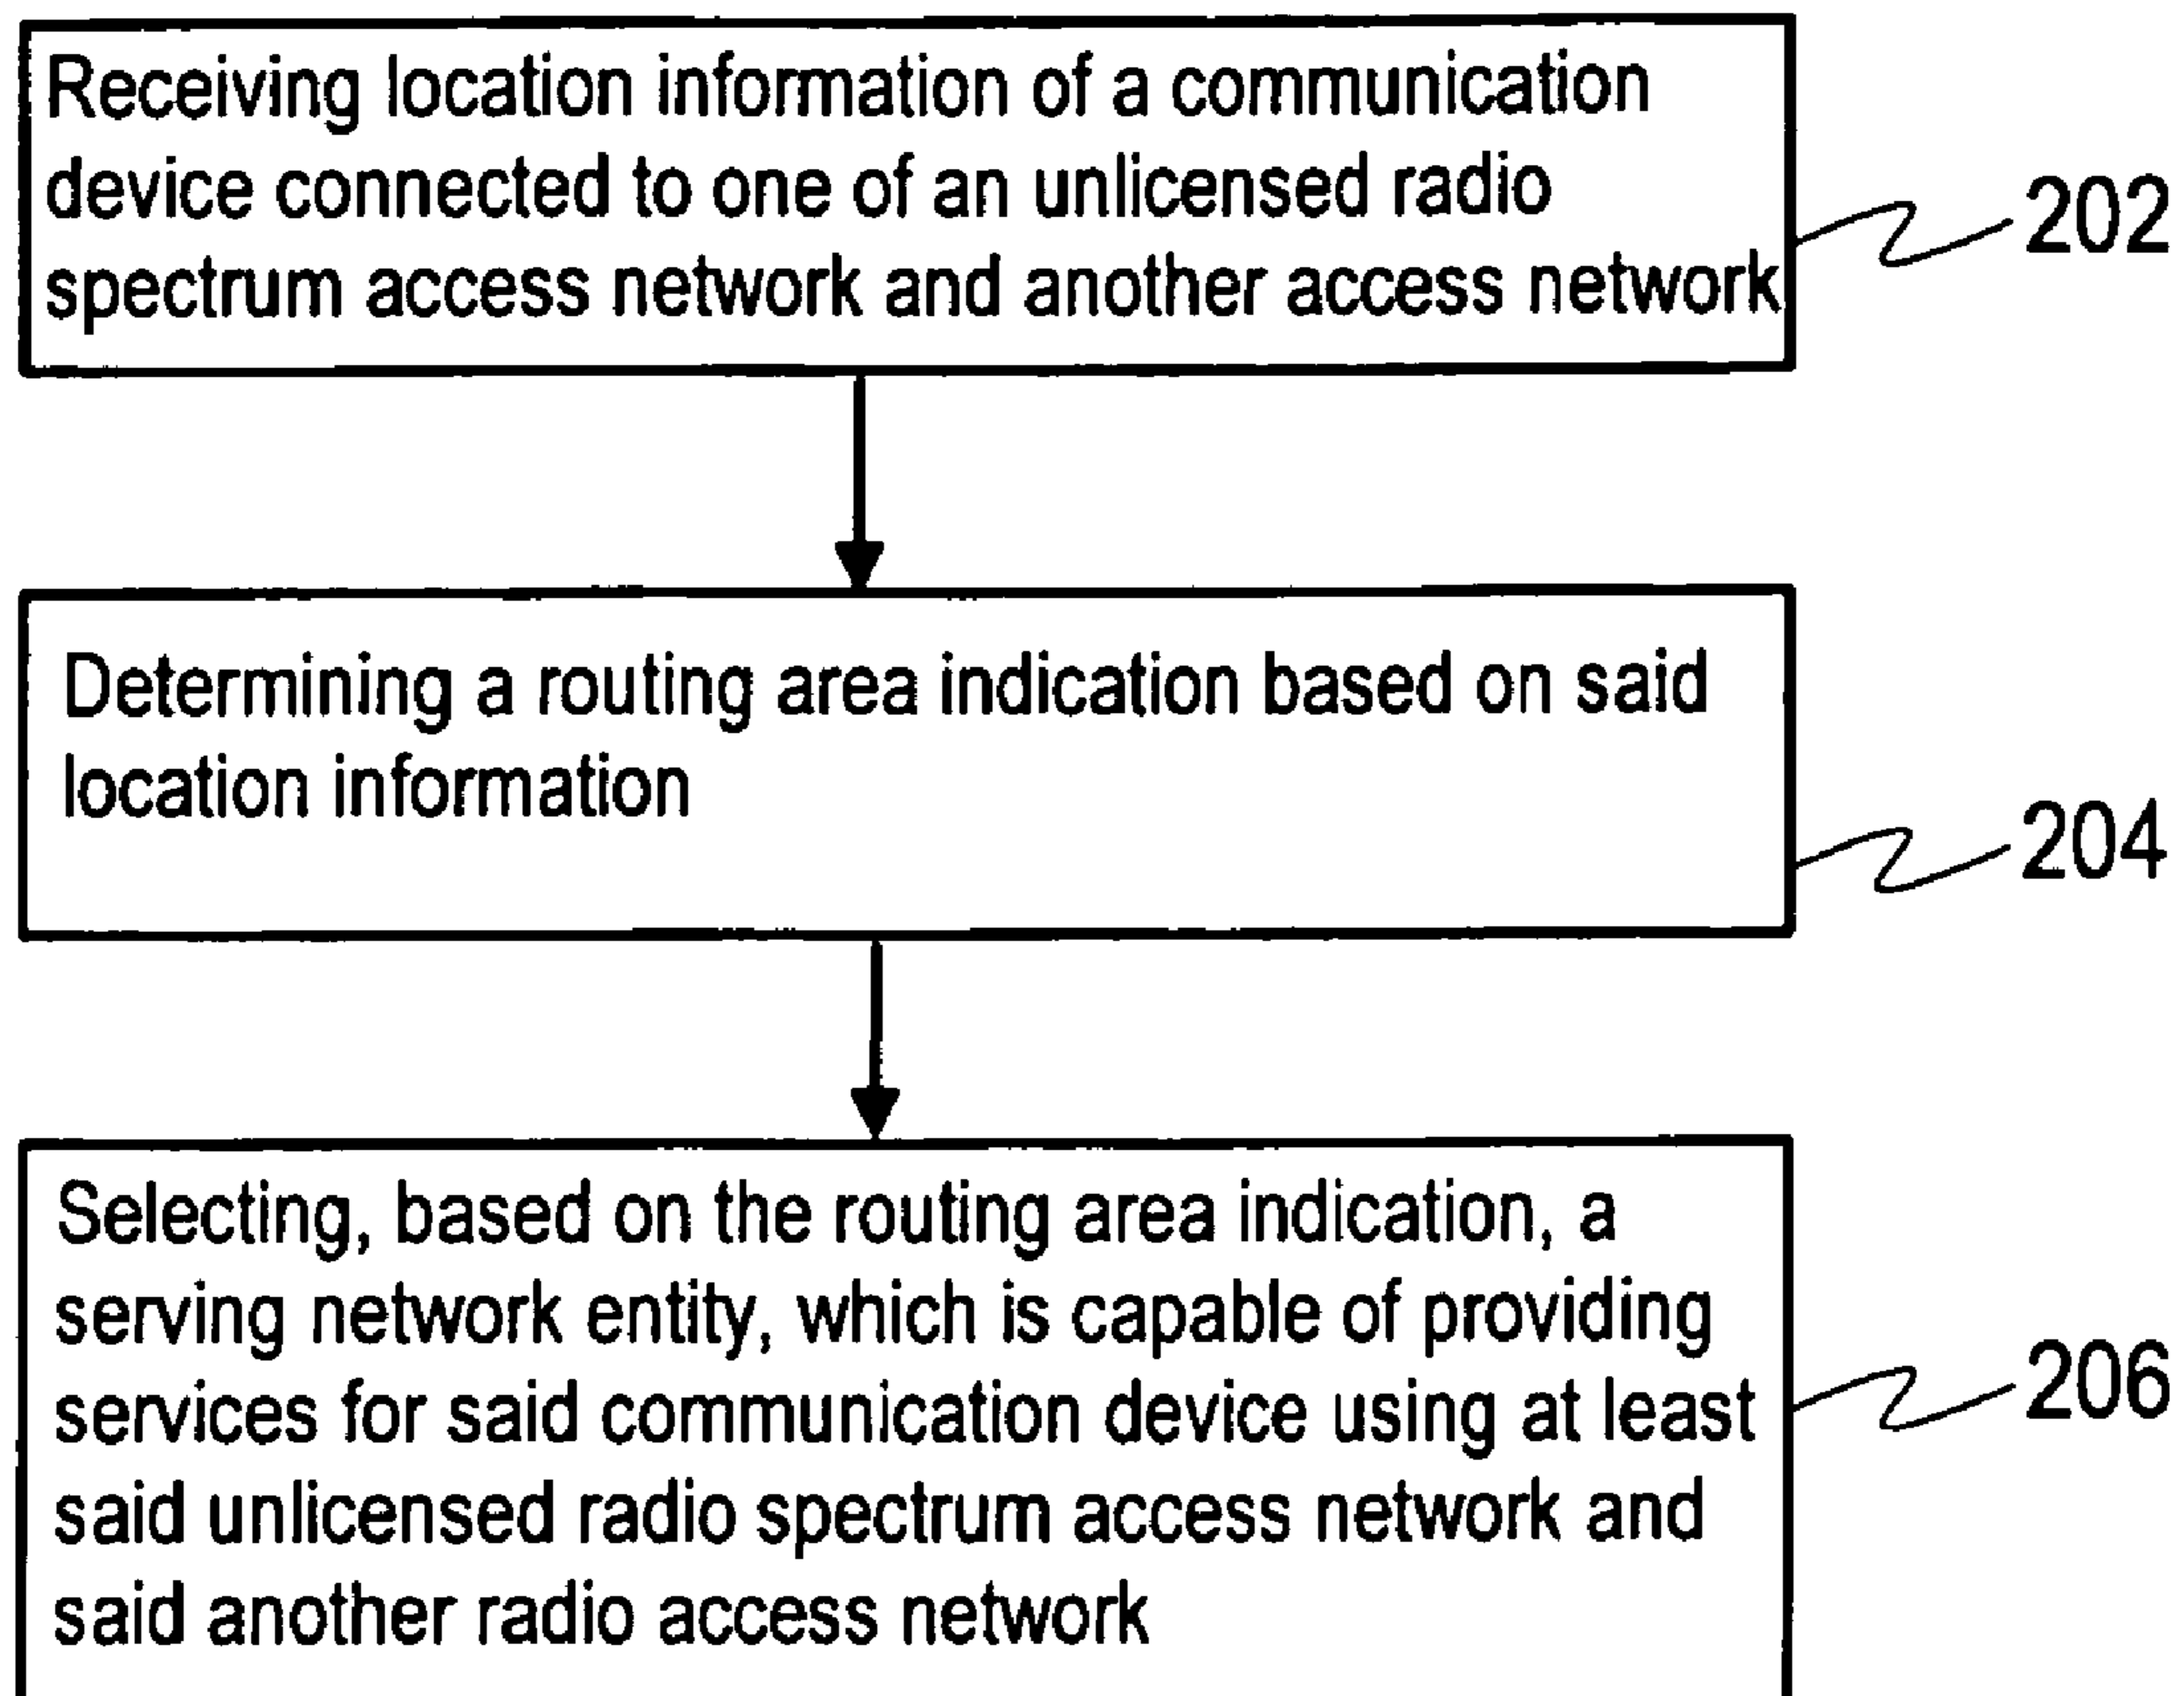 Receiving location information of a communication
device connected to one of an unlicensed radio
spectrum access network and another access network
202
Determining a routing area indication based on said
location information
204
Selecting, based on the routing area indication, a
serving network entity, which is capable of providing
services for said communication device using at least
said unlicensed radio spectrum access network and
said another radio access network
206